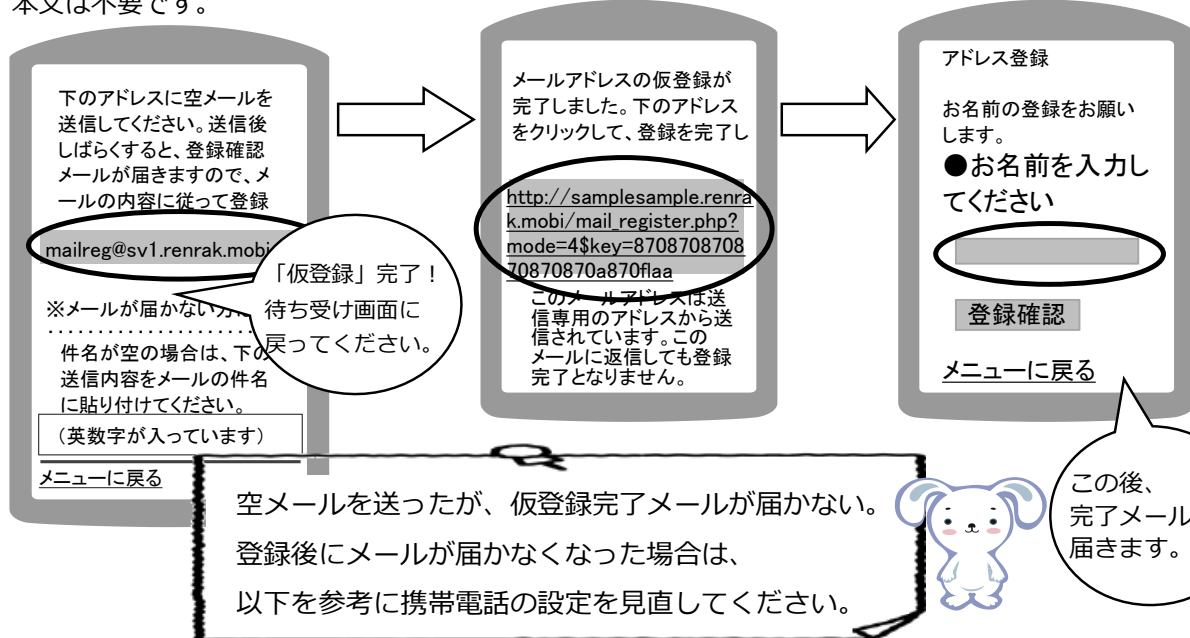 本文は不要です。
下のアドレスに空メールを
送信してください。送信後
しばらくすると、登録確認
メールが届きますので、メ
ールの内容に従って登録
mailreg@sv1.renrak.mobi
※メールが届かない方
件名が空の場合は、下の
送信内容をメールの件名
に貼り付けてください。
(英数字が入っています)
メニューに戻る
「仮登録」完了!
待ち受け画面に
戻ってください。
メールアドレスの仮登録が
完了しました。下のアドレス
をクリックして、登録を完了し
http://samplesample.renra
k.mobi/mail_register.php?
mode=4$key=8708708708
70870870a870flaa
このメールアドレスは送
信専用のアドレスから送
信されています。この
メールに返信しても登録
完了となりません。
アドレス登録
お名前の登録をお願い
します。
●お名前を入力し
てください
登録確認
メニューに戻る
この後、
完了メール
届きます。
空メールを送ったが、仮登録完了メールが届かない。
登録後にメールが届かなくなった場合は、
以下を参考に携帯電話の設定を見直してください。